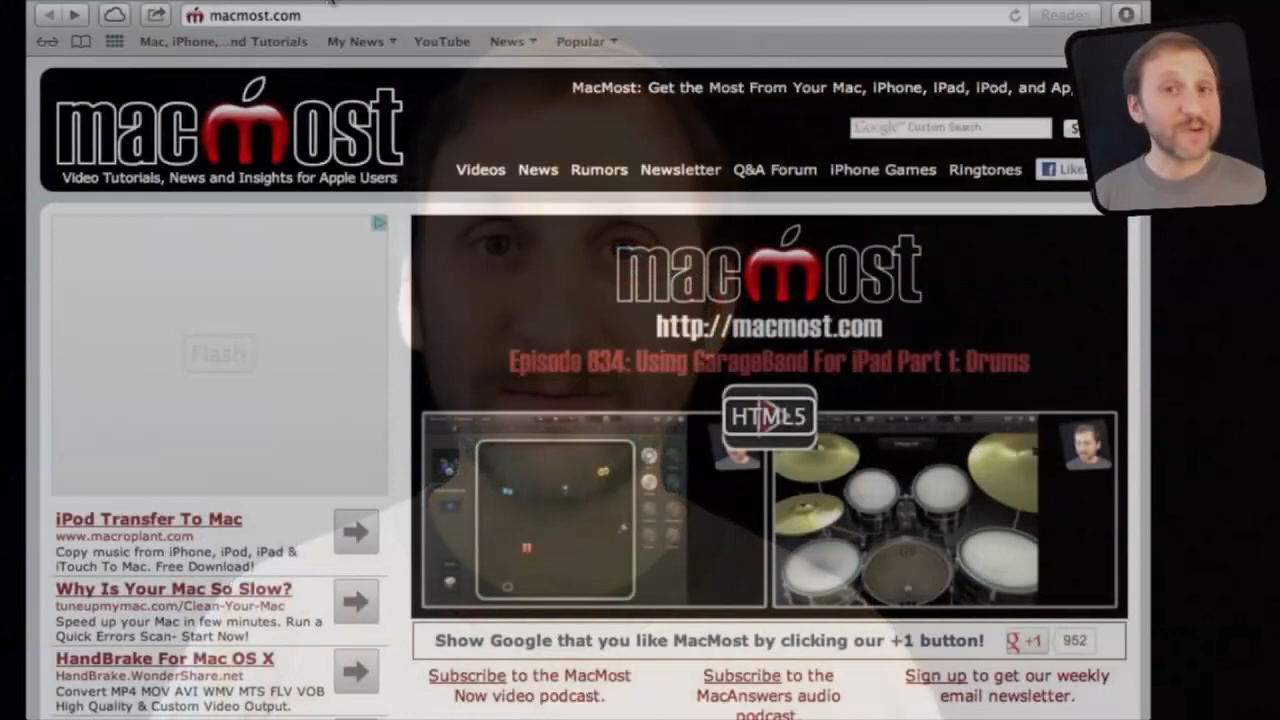 macmost.com
Reader
Mac, iPhone,...nd Tutorials
My News
YouTube
News
Popular
macmost
Video Tutorials, News and Insights for Apple Users
MacMost: Get the Most From Your Mac, iPhone, iPad, iPod, and Ap
Google™ Custom Search
S
Videos
News
Rumors
Newsletter
Q&A Forum
iPhone Games
Ringtones
Like
Flash
macmost
http://macmost.com
Episode 834: Using GarageBand For iPad Part 1: Drums
HTML5
iPod Transfer To Mac
www.macroplant.com
Copy music from iPhone, iPod, iPad &
iTouch To Mac. Free Download!
Why Is Your Mac So Slow?
tuneupmymac.com/Clean-Your-Mac
Speed up your Mac in few minutes. Run a
Quick Errors Scan- Start Now!
HandBrake For Mac OS X
HandBrake.WonderShare.net
Convert MP4 MOV AVI WMV MTS FLV VOB
High Quality & Custom Video Output.
Show Google that you like MacMost by clicking our +1 button!
g +1
952
Subscribe to the MacMost
Now video podcast.
Subscribe to the
MacAnswers audio
podcast.
Sign up to get our weekly
email newsletter.